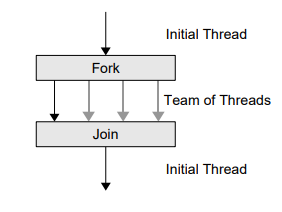 Initial Thread
Fork
Team of Threads
Join
Initial Thread